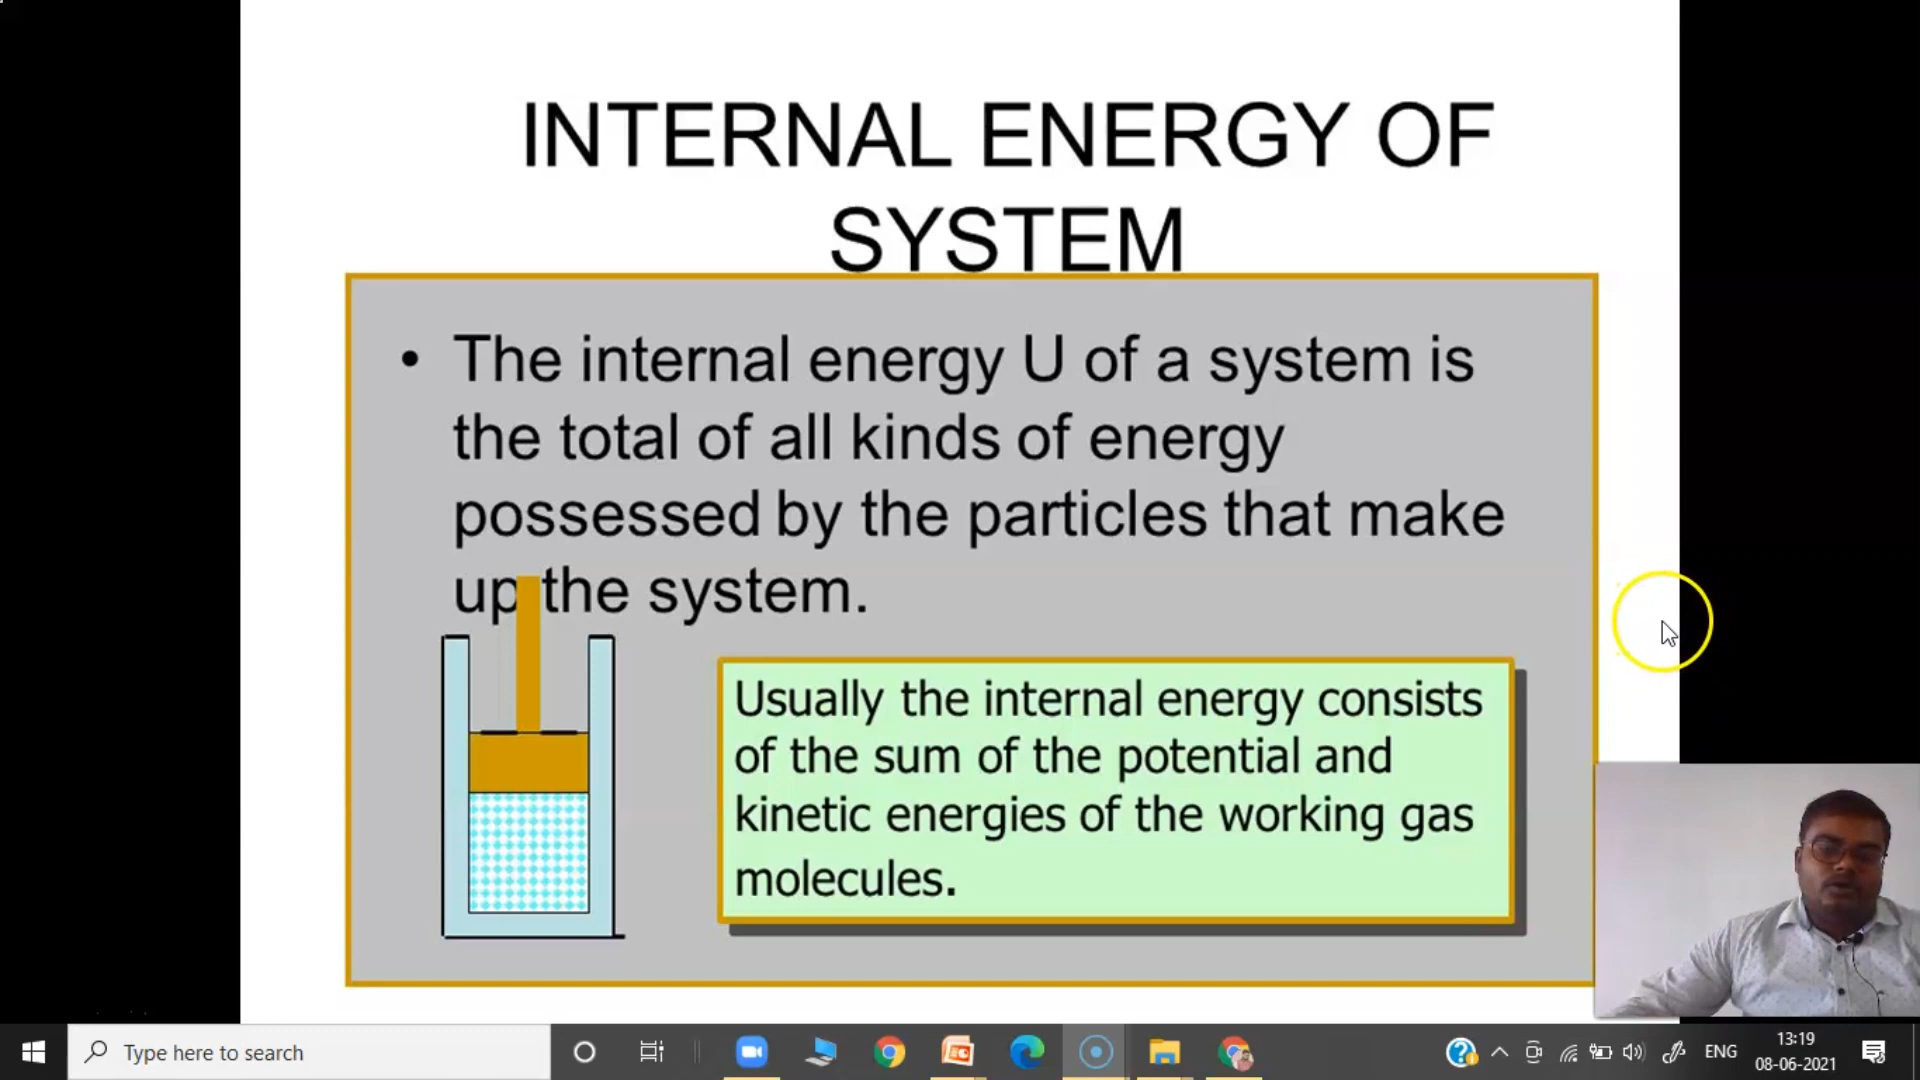 INTERNAL ENERGY OF
SYSTEM
• The internal energy U of a system is
the total of all kinds of energy
possessed by the particles that make
up the system.
Usually the internal energy consists
of the sum of the potential and
kinetic energies of the working gas
molecules.
Type here to search
ENG
13:19
08-06-2021